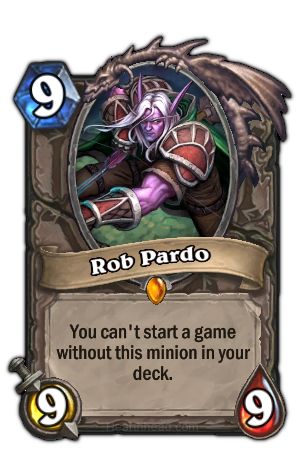 9
Rob Pardo
You can't start a game
without this minion in your
deck.
9
9